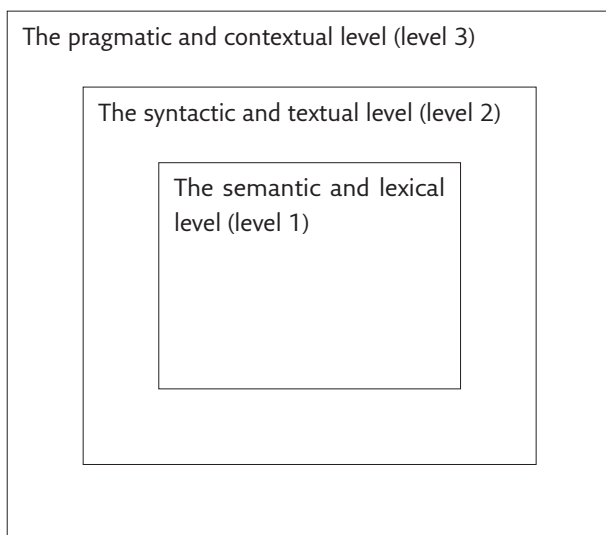 The pragmatic and contextual level (level 3)
The syntactic and textual level (level 2)
The semantic and lexical
level (level 1)